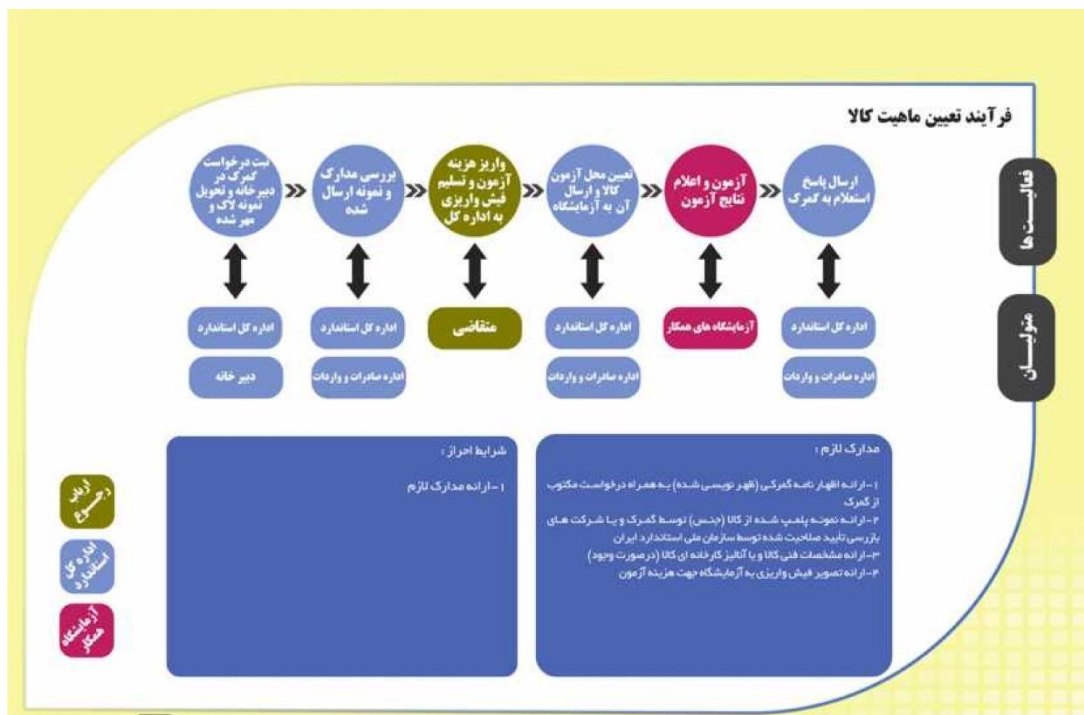 فرآیند تعیین ماهیت کالا
فعالیت ها
ثبت درخواست
گمرک در
دبیرخانه و تحویل
نمونه لاک و
مهر شده
بررسی مدارک
و نمونه ارسال
شده
واریز هزینه
آزمون و تسلیم
فیش واریزی
به اداره کل
تعیین محل آزمون
کالا و ارسال
آن به آزمایشگاه
آزمون و اعلام
نتایج آزمون
ارسال پاسخ
استعلام به گمرک
متولیان
اداره کل استاندارد
دبیر خانه
اداره کل استاندارد
اداره صادرات و واردات
متقاضی
اداره کل استاندارد
اداره صادرات و واردات
آزمایشگاه های همکار
اداره کل استاندارد
اداره صادرات و واردات
مدارک لازم :
۱-ارائه اظهار نامه گمرکی (ظهر نویسی شده) به همراه درخواست مکتوب
از گمرک
۲-ارائه نمونه پلمپ شده از کالا (جنس) توسط گمرک و یا شرکت های
بازرسی تأیید صلاحیت شده توسط سازمان ملی استاندارد ایران
۳-ارائه مشخصات فنی کالا و یا آنالیز کارخانه ای کالا (درصورت وجود)
۴-ارائه تصویر فیش واریزی به آزمایشگاه جهت هزینه آزمون
شرایط احراز :
۱-ارائه مدارک لازم
ارباب
رجوع
اداره کل
استاندارد
آزمایشگاه
همکار